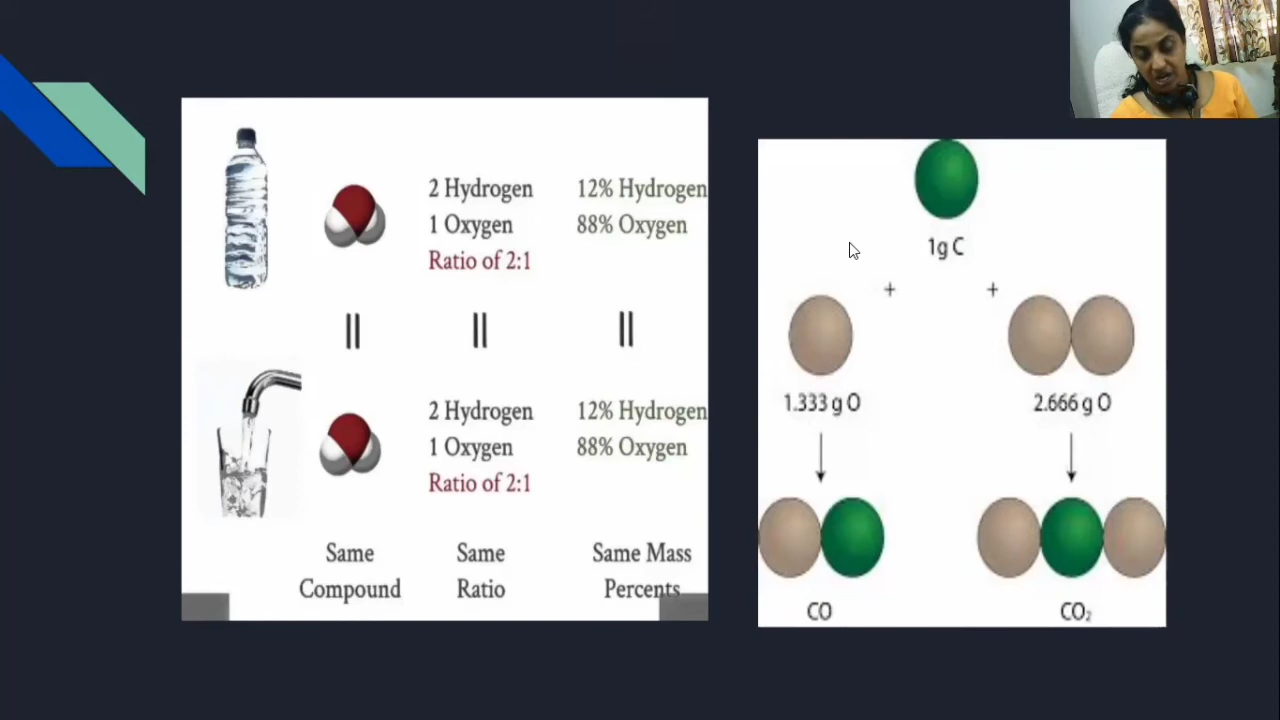 2 Hydrogen
1 Oxygen
Ratio of 2:1
12% Hydrogen
88% Oxygen
=
=
=
2 Hydrogen
1 Oxygen
Ratio of 2:1
12% Hydrogen
88% Oxygen
Same
Compound
Same
Ratio
Same Mass
Percents
1g C
+
+
1.333 g O
2.666 g O
CO
CO₂